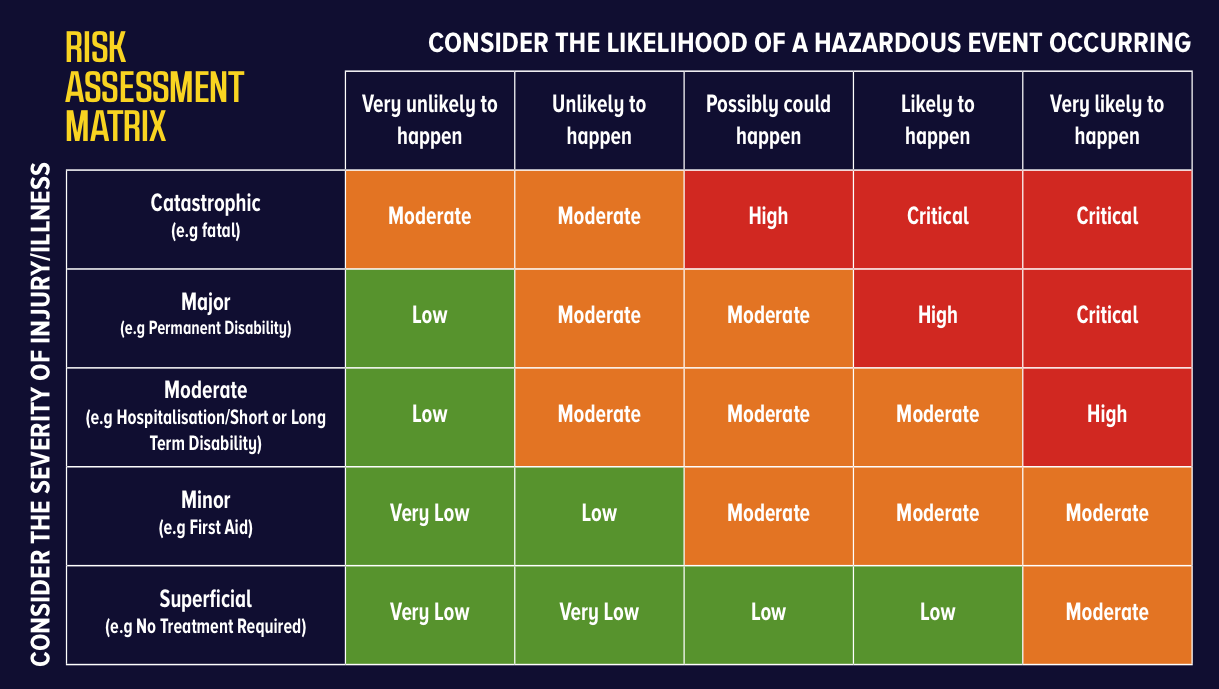 RISK
ASSESSMENT
MATRIX
CONSIDER THE LIKELIHOOD OF A HAZARDOUS EVENT OCCURRING
Very unlikely to
happen
Unlikely to
happen
Possibly could
happen
Likely to
happen
Very likely to
happen
CONSIDER THE SEVERITY OF INJURY/ILLNESS
Catastrophic
(e.g fatal)
Moderate
Moderate
High
Critical
Critical
Major
(e.g Permanent Disability)
Low
Moderate
Moderate
High
Critical
Moderate
(e.g Hospitalisation/Short or Long
Term Disability)
Low
Moderate
Moderate
Moderate
High
Minor
(e.g First Aid)
Very Low
Low
Moderate
Moderate
Moderate
Superficial
(e.g No Treatment Required)
Very Low
Very Low
Low
Low
Moderate